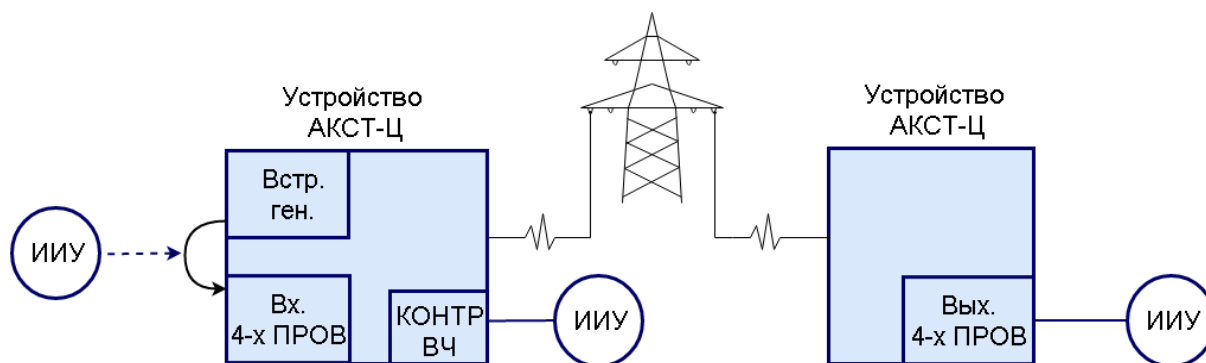 Устройство
АКСТ-Ц
Устройство
АКСТ-Ц
Встр.
ген.
ИИУ
Вх.
4-х ПРОВ
КОНТР
ВЧ
ИИУ
Вых.
4-х ПРОВ
ИИУ